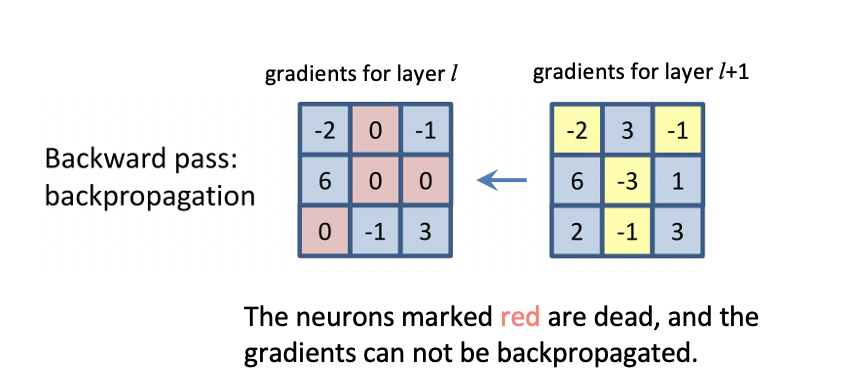 gradients for layer l
gradients for layer l+1
Backward pass:
backpropagation
-2 0 -1
6 0 0
0 -1 3
-2 3 -1
6 -3 1
2 -1 3
The neurons marked red are dead, and the
gradients can not be backpropagated.